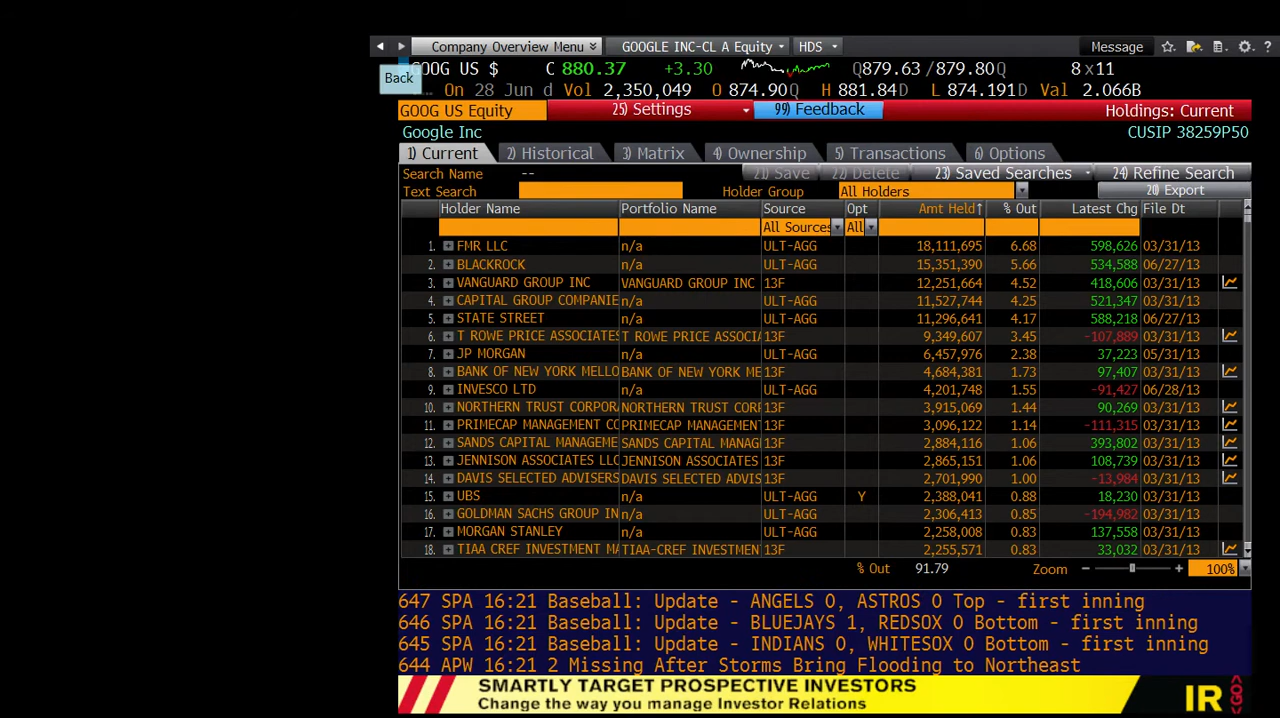 Company Overview Menu GOOGLE INC-CL A Equity HDS Message ?
GOOG US $ C 880.37 +3.30 Q879.63 /879.80Q 8 x11
Back
On 28 Jun d Vol 2,350,049 O 874.90Q H 881.84D L 874.191D Val 2.066B
GOOG US Equity 25) Settings 99) Feedback Holdings: Current
Google Inc CUSIP 38259P50
1) Current 2) Historical 3) Matrix 4) Ownership 5) Transactions 6) Options
Search Name -- 21) Save 22) Delete 23) Saved Searches 24) Refine Search
Text Search Holder Group All Holders 20) Export
Holder Name Portfolio Name Source Opt Amt Held↑ % Out Latest Chg File Dt
All Sources All
1. FMR LLC n/a ULT-AGG 18,111,695 6.68 598,626 03/31/13
2. BLACKROCK n/a ULT-AGG 15,351,390 5.66 534,588 06/27/13
3. VANGUARD GROUP INC VANGUARD GROUP INC 13F 12,251,664 4.52 418,606 03/31/13
4. CAPITAL GROUP COMPANIE n/a ULT-AGG 11,527,744 4.25 521,347 03/31/13
5. STATE STREET n/a ULT-AGG 11,296,641 4.17 588,218 06/27/13
6. T ROWE PRICE ASSOCIATES T ROWE PRICE ASSOCIA 13F 9,349,607 3.45 -107,889 03/31/13
7. JP MORGAN n/a ULT-AGG 6,457,976 2.38 37,223 05/31/13
8. BANK OF NEW YORK MELLO BANK OF NEW YORK ME 13F 4,684,381 1.73 97,407 03/31/13
9. INVESCO LTD n/a ULT-AGG 4,201,748 1.55 -91,427 06/28/13
10. NORTHERN TRUST CORPORA NORTHERN TRUST CORP 13F 3,915,069 1.44 90,269 03/31/13
11. PRIMECAP MANAGEMENT CO PRIMECAP MANAGEMENT 13F 3,096,122 1.14 -111,315 03/31/13
12. SANDS CAPITAL MANAGEME SANDS CAPITAL MANAG 13F 2,884,116 1.06 393,802 03/31/13
13. JENNISON ASSOCIATES LLC JENNISON ASSOCIATES 13F 2,865,151 1.06 108,739 03/31/13
14. DAVIS SELECTED ADVISERS DAVIS SELECTED ADVIS 13F 2,701,990 1.00 -13,984 03/31/13
15. UBS n/a ULT-AGG Y 2,388,041 0.88 18,230 03/31/13
16. GOLDMAN SACHS GROUP IN n/a ULT-AGG 2,306,413 0.85 -194,982 03/31/13
17. MORGAN STANLEY n/a ULT-AGG 2,258,008 0.83 137,558 03/31/13
18. TIAA CREF INVESTMENT MA TIAA-CREF INVESTMEN 13F 2,255,571 0.83 33,032 03/31/13
% Out 91.79 Zoom - + 100%
647 SPA 16:21 Baseball: Update - ANGELS 0, ASTROS 0 Top - first inning
646 SPA 16:21 Baseball: Update - BLUEJAYS 1, REDSOX 0 Bottom - first inning
645 SPA 16:21 Baseball: Update - INDIANS 0, WHITESOX 0 Bottom - first inning
644 APW 16:21 2 Missing After Storms Bring Flooding to Northeast
SMARTLY TARGET PROSPECTIVE INVESTORS
Change the way you manage Investor Relations
IR